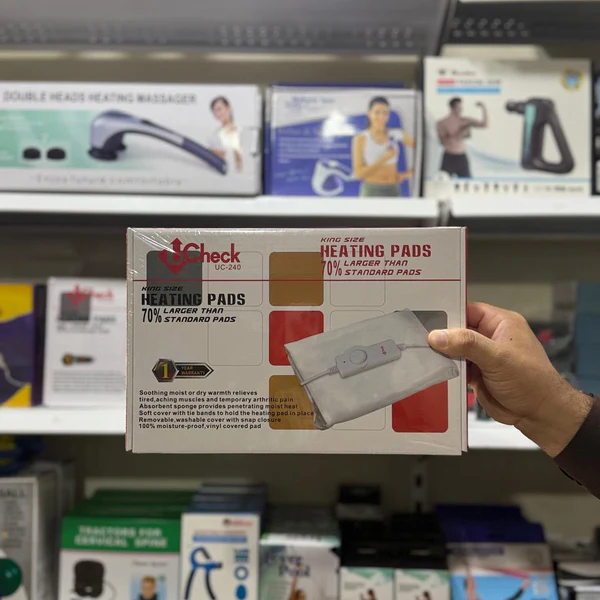 DOUBLE HEADS HEATING MASSAGER
Check
UC-240
KING SIZE
HEATING PADS
70% LARGER THAN
STANDARD PADS
KING SIZE
HEATING PADS
70% LARGER THAN
STANDARD PADS
1 YEAR
WARRANTY
Soothing moist or dry warmth relieves
tired,aching muscles and temporary arthritic pain
Absorbent sponge provides penetrating moist heat
Soft cover with tie bands to hold the heating pad in place
Removable,washable cover with snap closure
100% moisture-proof,vinyl covered pad
Check
TRACTORS FOR
CERVICAL SPINE